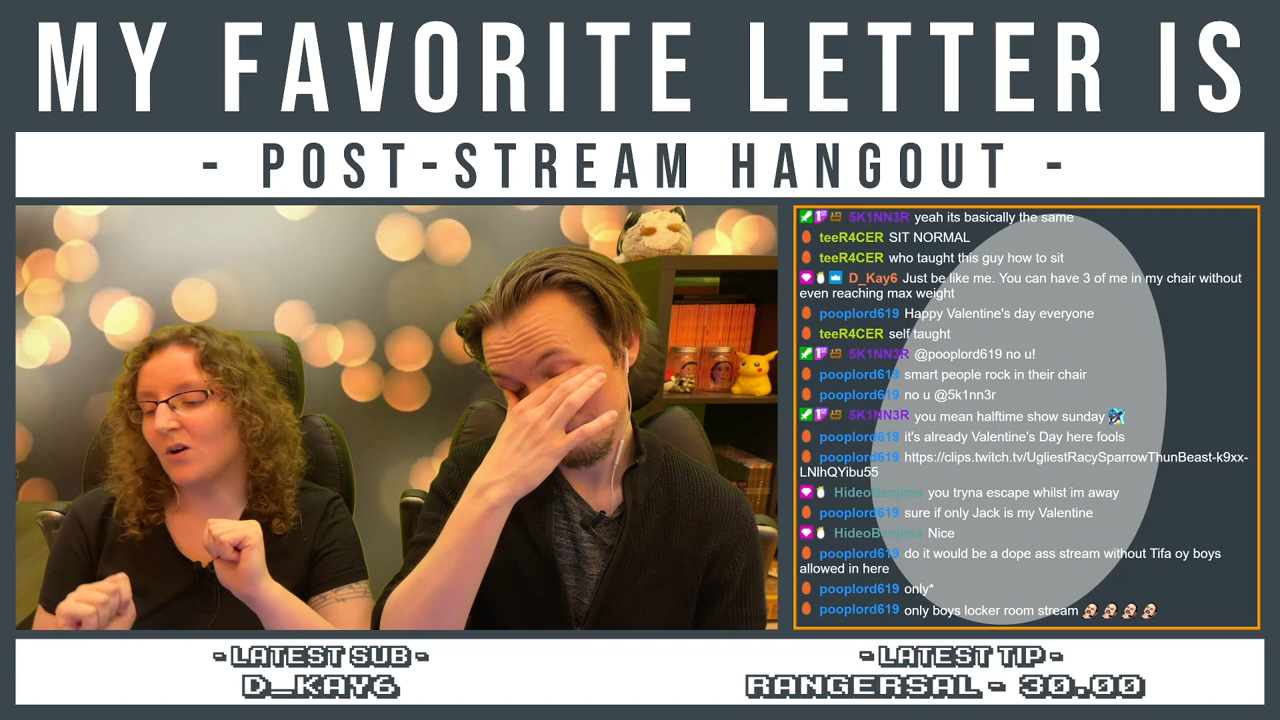 MY FAVORITE LETTER IS
- POST-STREAM HANGOUT -
5K1NN3R yeah its basically the same
teeR4CER SIT NORMAL
teeR4CER who taught this guy how to sit
D_Kay6 Just be like me. You can have 3 of me in my chair without
even reaching max weight
pooplord619 Happy Valentine's day everyone
teeR4CER self taught
5K1NN3R @pooplord619 no u!
pooplord619 smart people rock in their chair
pooplord619 no u @5k1nn3r
5K1NN3R you mean halftime show sunday
pooplord619 it's already Valentine's Day here fools
pooplord619 https://clips.twitch.tv/UgliestRacySparrowThunBeast-k9xx-
LNlhQYibu55
HideoBenjima you tryna escape whilst im away
pooplord619 sure if only Jack is my Valentine
HideoBenjima Nice
pooplord619 do it would be a dope ass stream without Tifa oy boys
allowed in here
pooplord619 only*
pooplord619 only boys locker room stream
- LATEST SUB -
D_KAY6
- LATEST TIP -
RANGERSAL - 30.00